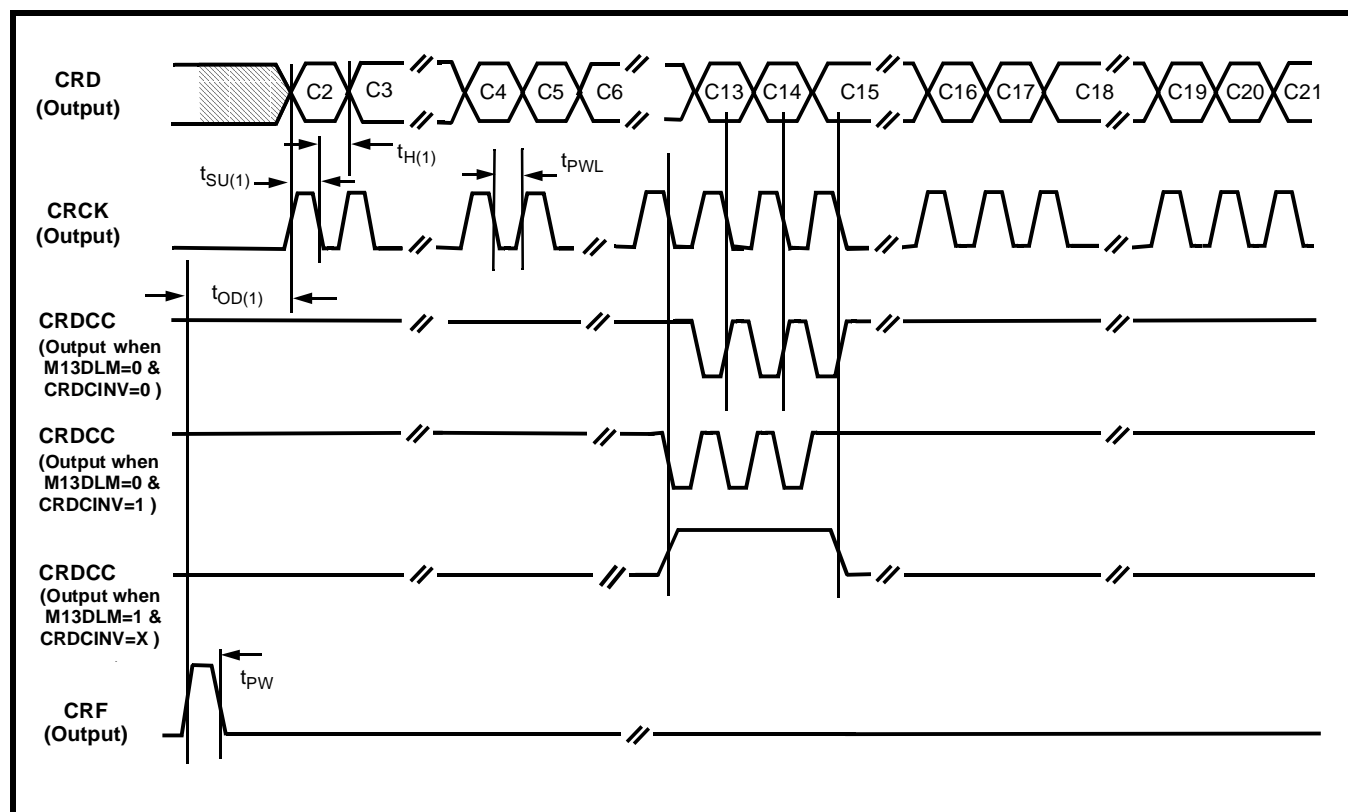 CRD
(Output)
C2 C3 C4 C5 C6 C13 C14 C15 C16 C17 C18 C19 C20 C21
tH(1)
tSU(1)
tPWL
CRCK
(Output)
tOD(1)
CRDCC
(Output when
M13DLM=0 &
CRDCINV=0 )
CRDCC
(Output when
M13DLM=0 &
CRDCINV=1 )
CRDCC
(Output when
M13DLM=1 &
CRDCINV=X )
tPW
CRF
(Output)